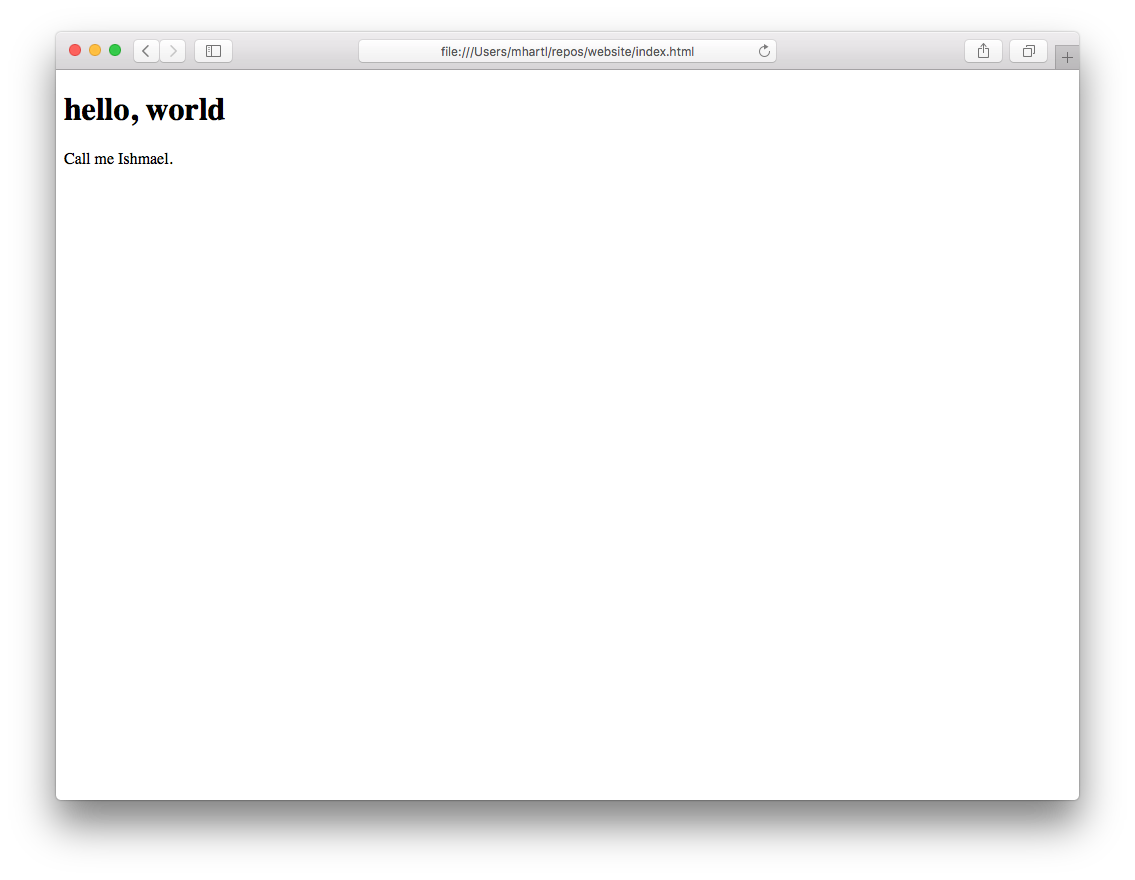 file:///Users/mhartl/repos/website/index.html
hello, world
Call me Ishmael.